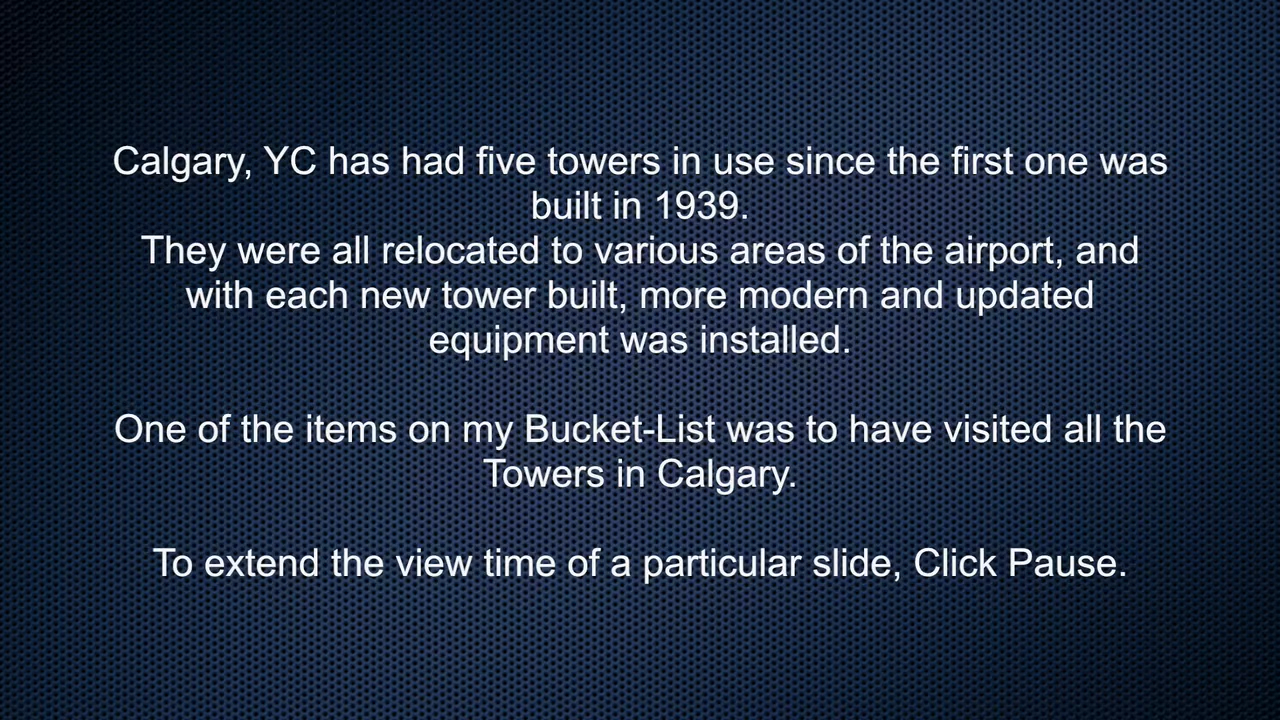 Calgary, YC has had five towers in use since the first one was
built in 1939.
They were all relocated to various areas of the airport, and
with each new tower built, more modern and updated
equipment was installed.
One of the items on my Bucket-List was to have visited all the
Towers in Calgary.
To extend the view time of a particular slide, Click Pause.